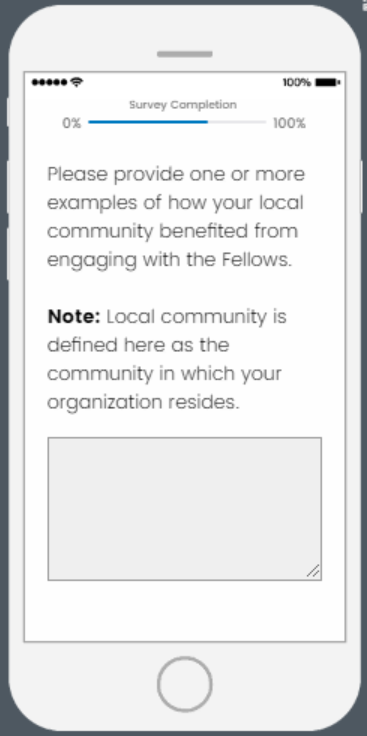 100%
Survey Completion
0% 100%
Please provide one or more
examples of how your local
community benefited from
engaging with the Fellows.
Note: Local community is
defined here as the
community in which your
organization resides.